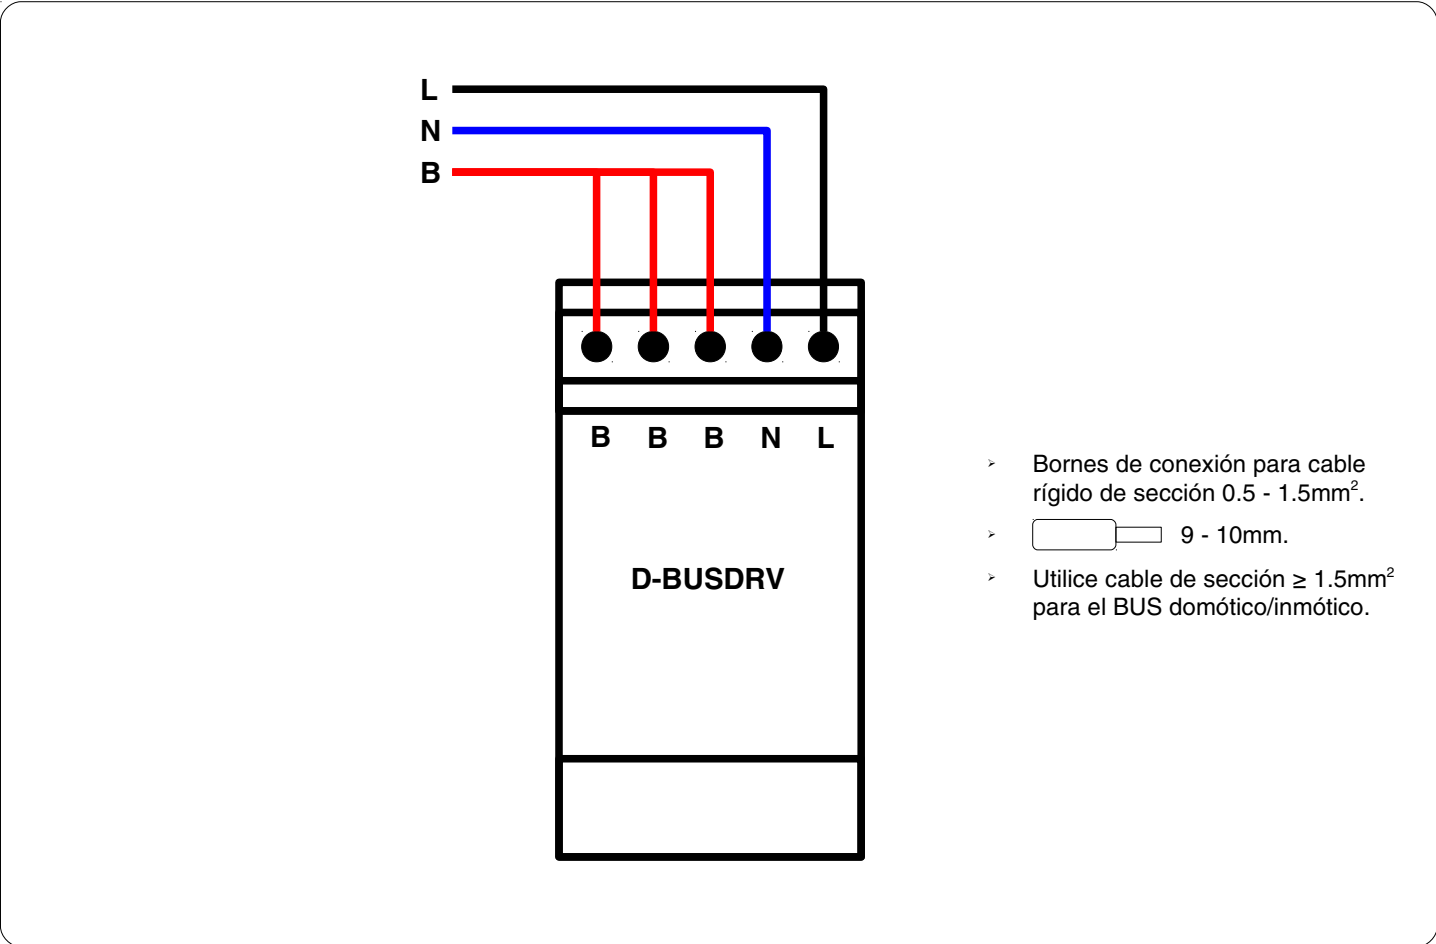 L
N
B
B B B N L
D-BUSDRV
➢ Bornes de conexión para cable
rígido de sección 0.5 - 1.5mm².
➢ 9 - 10mm.
➢ Utilice cable de sección ≥ 1.5mm²
para el BUS domótico/inmótico.